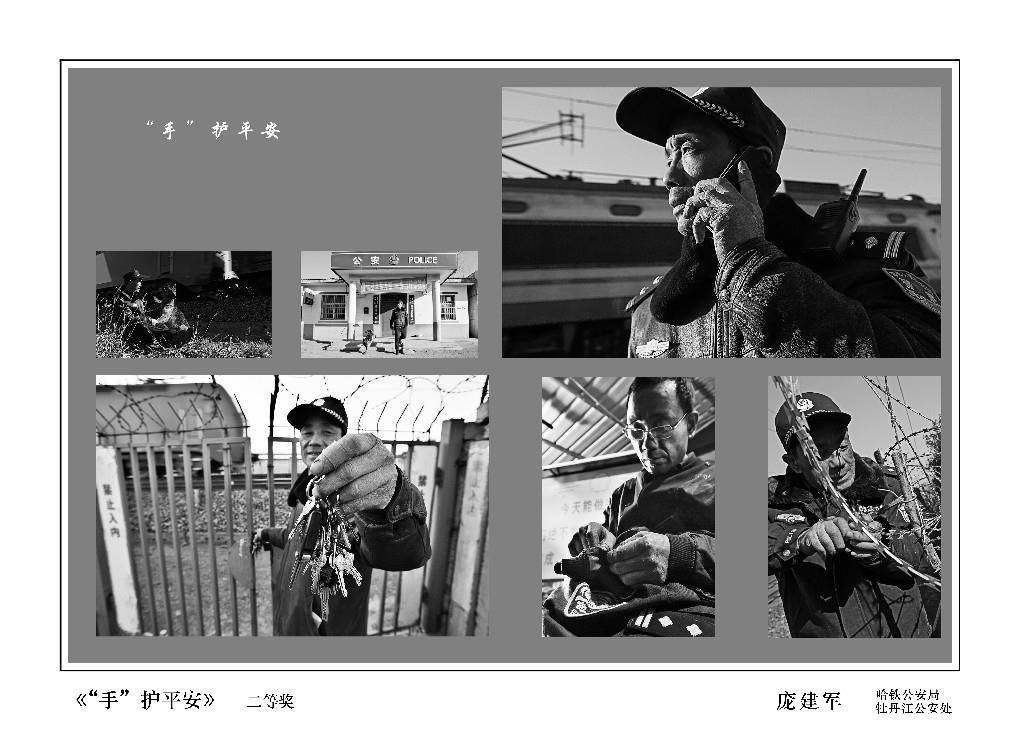 “手”护平安
公安 POLICE
禁止入内
今天能做
《“手”护平安》 二等奖
庞建军
哈铁公安局
牡丹江公安处